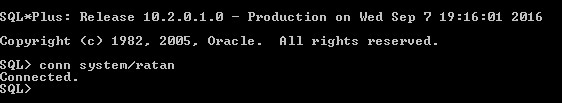 SQL*Plus: Release 10.2.0.1.0 - Production on Wed Sep 7 19:16:01 2016
Copyright (c) 1982, 2005, Oracle.  All rights reserved.
SQL> conn system/ratan
Connected.
SQL>